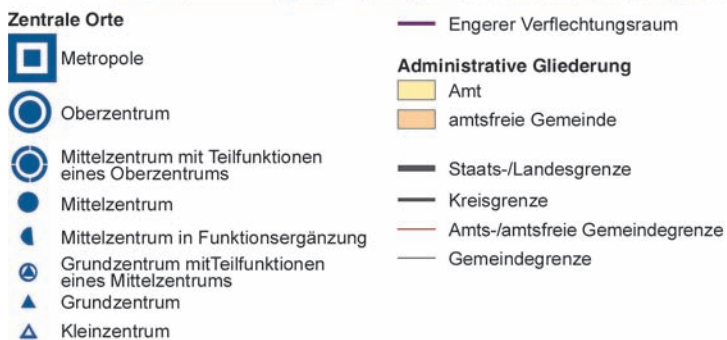 Zentrale Orte
Metropole
Oberzentrum
Mittelzentrum mit Teilfunktionen
eines Oberzentrums
Mittelzentrum
Mittelzentrum in Funktionsergänzung
Grundzentrum mitTeilfunktionen
eines Mittelzentrums
Grundzentrum
Kleinzentrum
Engerer Verflechtungsraum
Administrative Gliederung
Amt
amtsfreie Gemeinde
Staats-/Landesgrenze
Kreisgrenze
Amts-/amtsfreie Gemeindegrenze
Gemeindegrenze